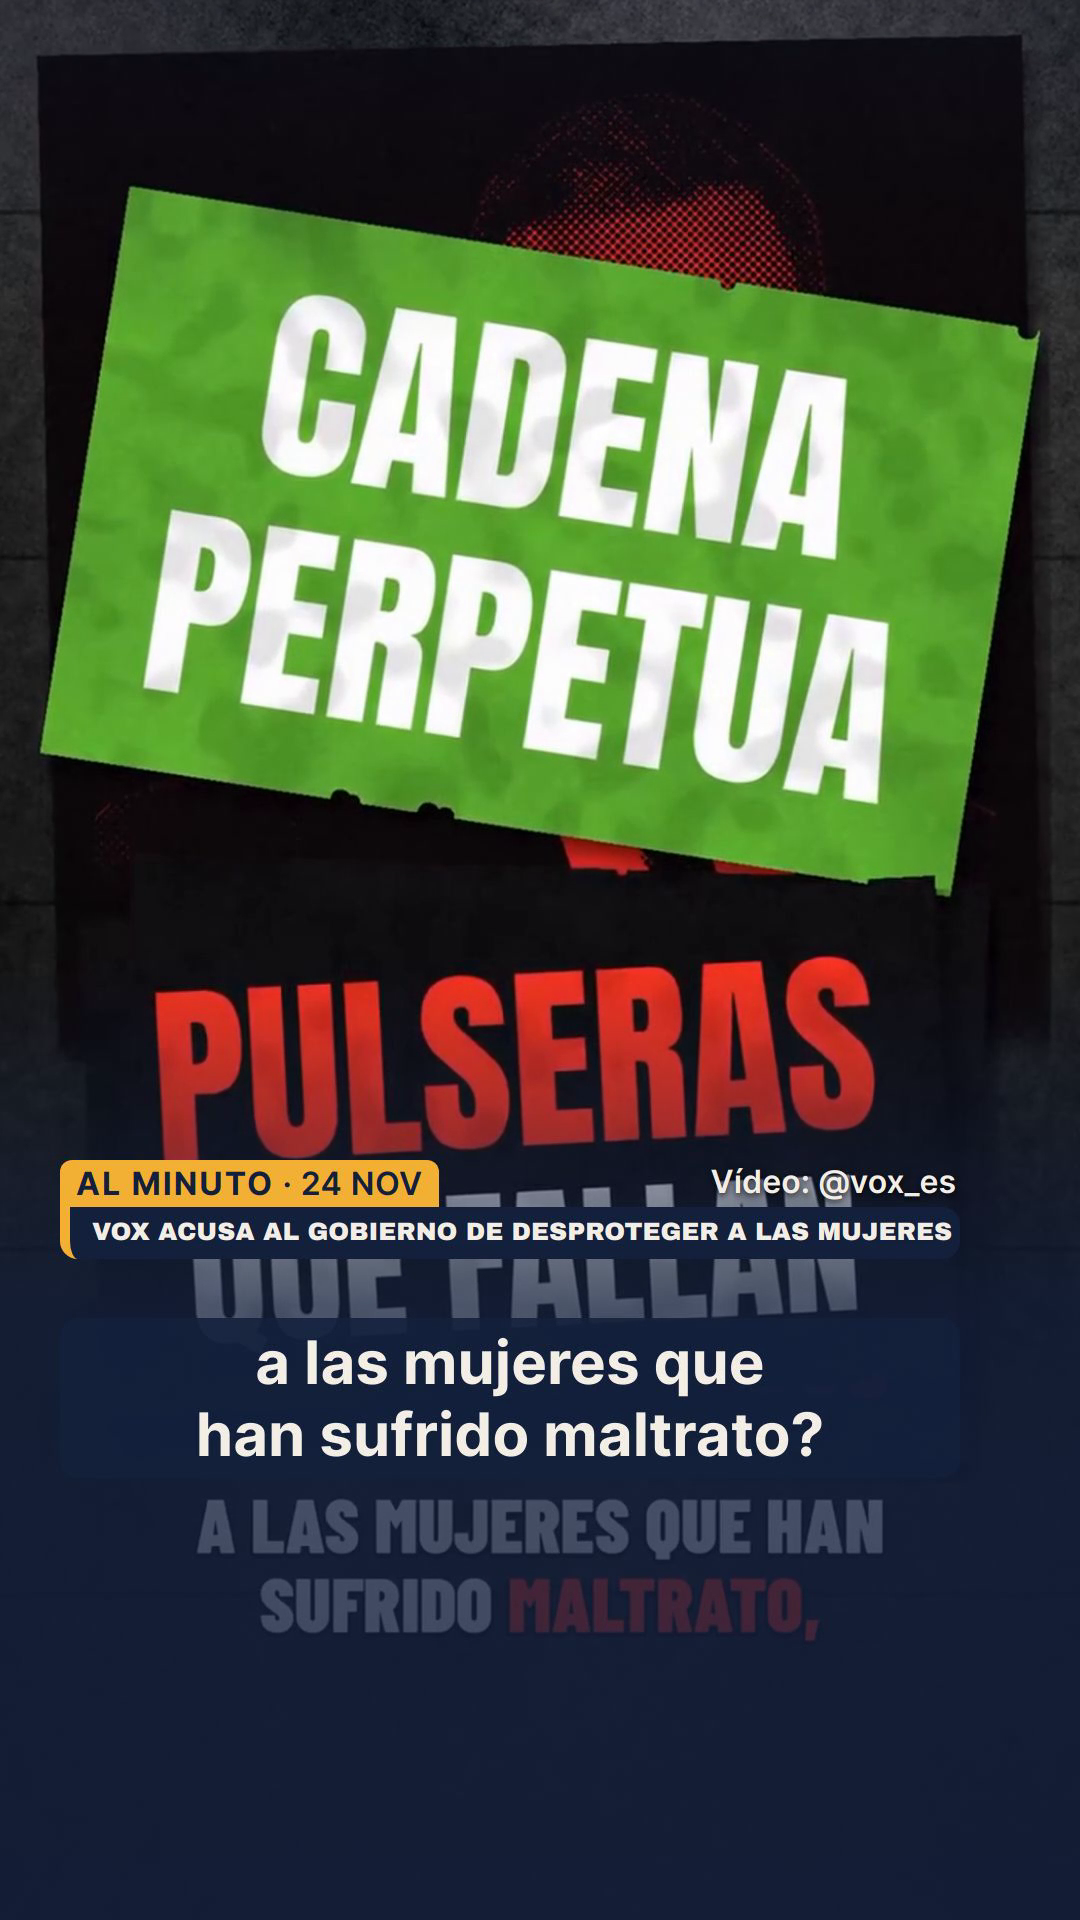 CADENA
PERPETUA
PULSERAS
AL MINUTO · 24 NOV
Vídeo: @vox_es
VOX ACUSA AL GOBIERNO DE DESPROTEGER A LAS MUJERES
QUE FALLAN
a las mujeres que
han sufrido maltrato?
A LAS MUJERES QUE HAN
SUFRIDO MALTRATO,